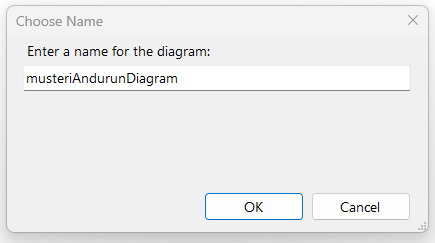 Choose Name
Enter a name for the diagram:
musteriAndurunDiagram
OK
Cancel